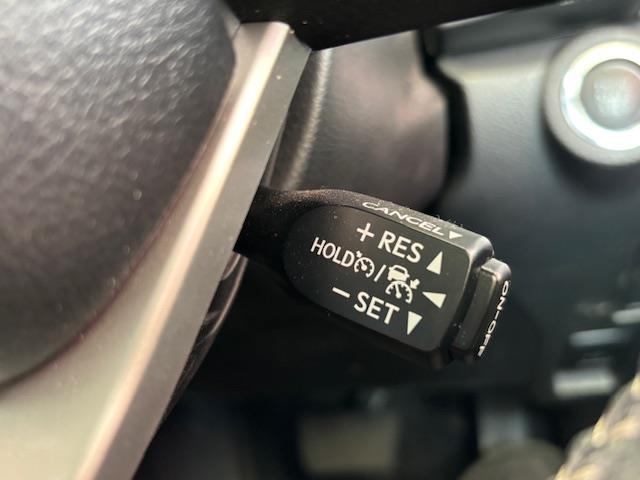 CANCEL▼
+ RES ▲
HOLD /
− SET ▼
ON-OFF